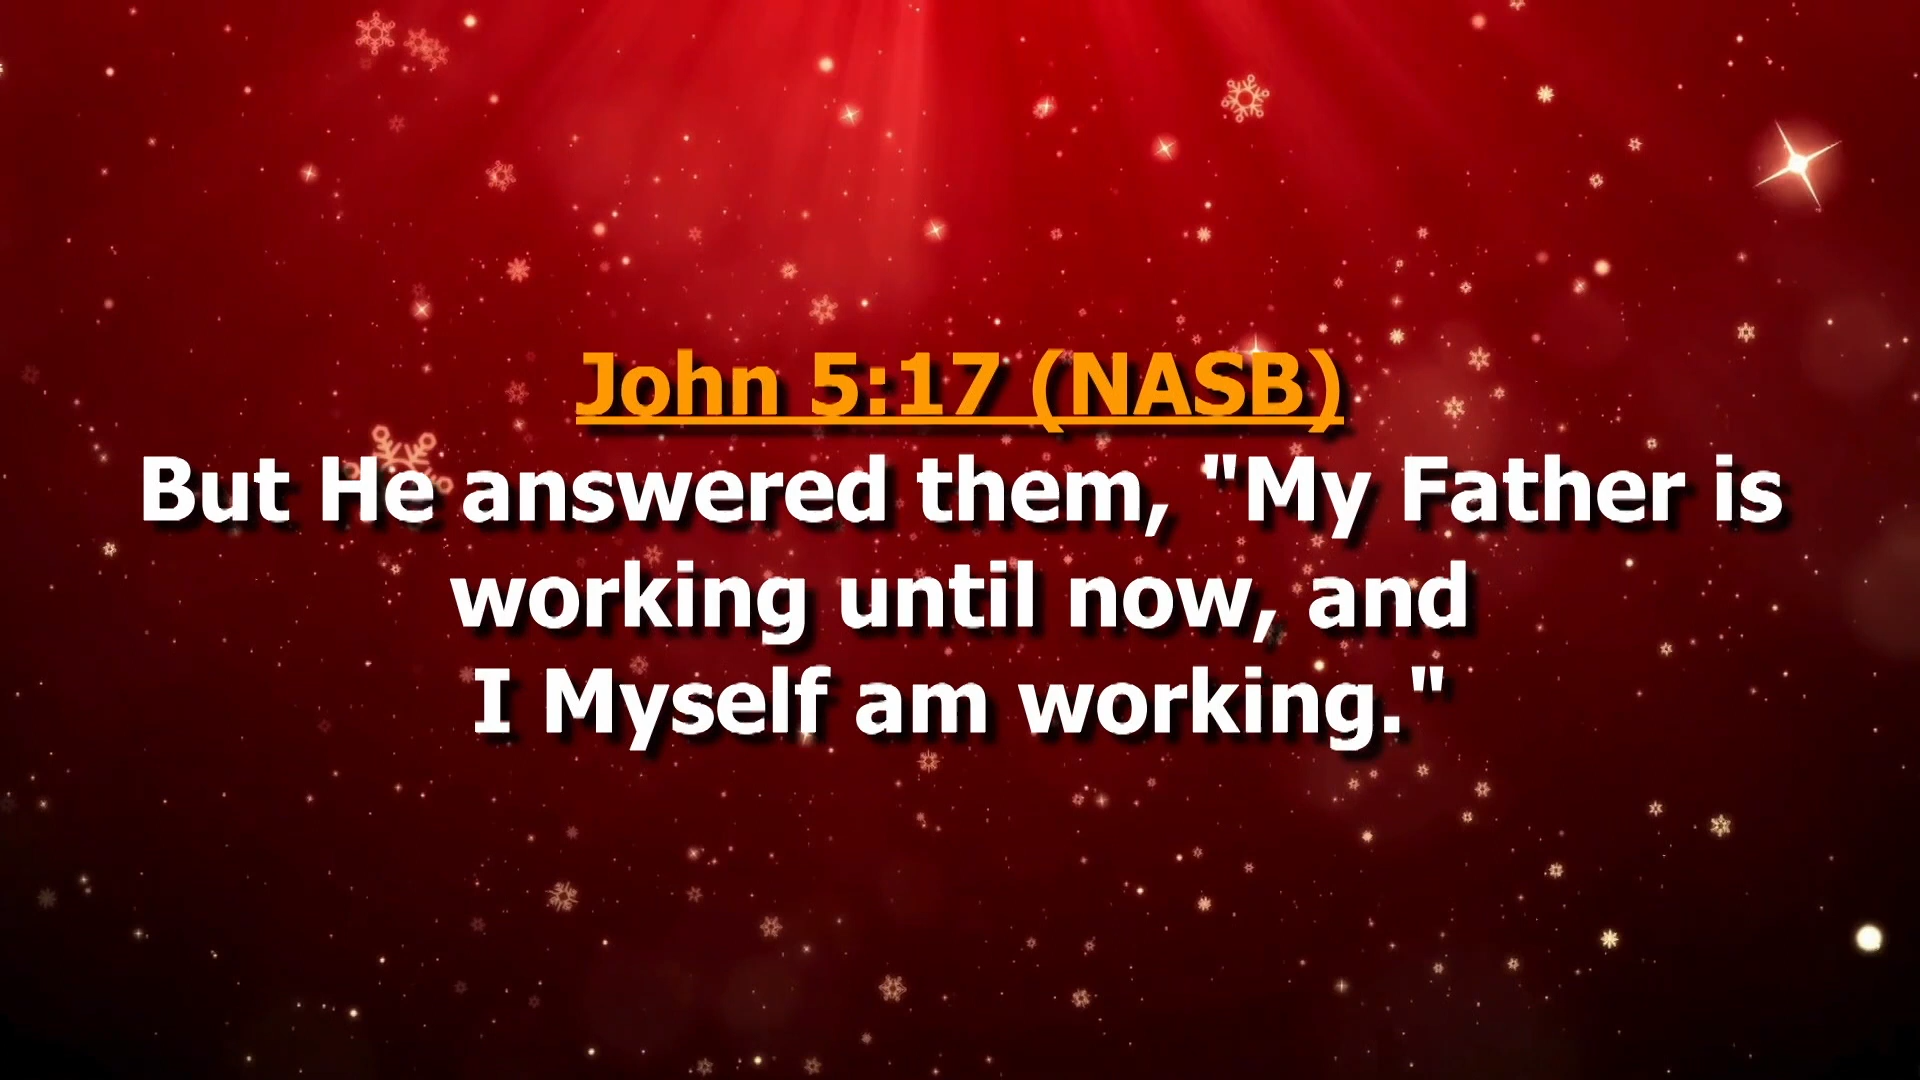 John 5:17 (NASB)
But He answered them, "My Father is
working until now, and
I Myself am working."